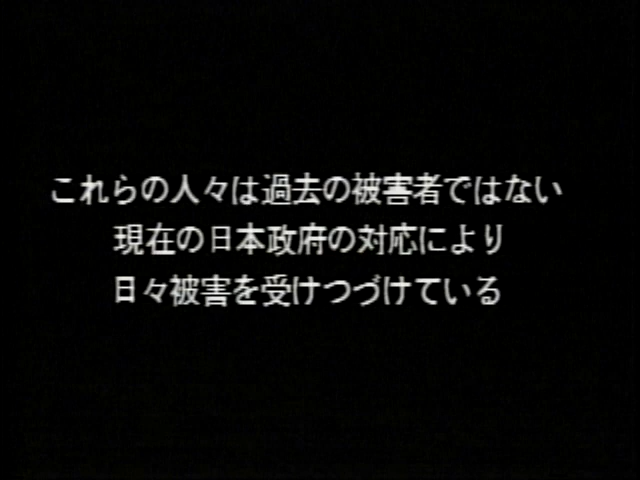 これらの人々は過去の被害者ではない
現在の日本政府の対応により
日々被害を受けつづけている